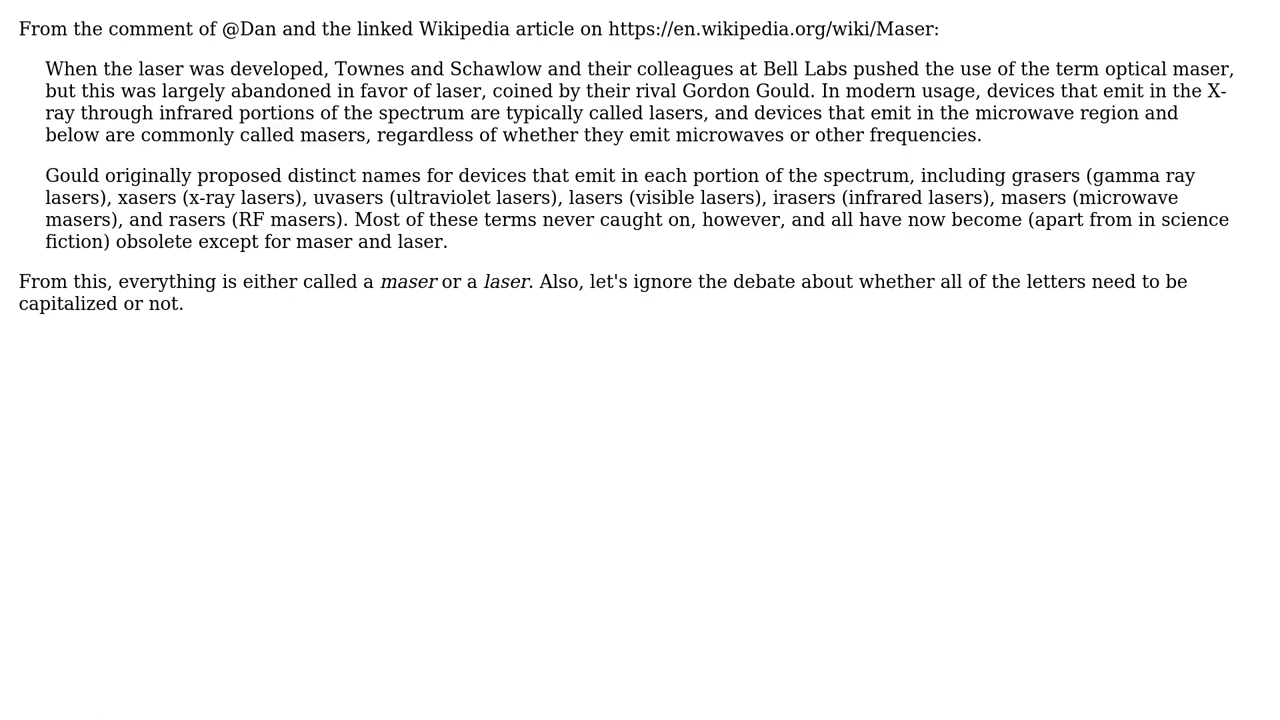 From the comment of @Dan and the linked Wikipedia article on https://en.wikipedia.org/wiki/Maser:
When the laser was developed, Townes and Schawlow and their colleagues at Bell Labs pushed the use of the term optical maser,
but this was largely abandoned in favor of laser, coined by their rival Gordon Gould. In modern usage, devices that emit in the X-
ray through infrared portions of the spectrum are typically called lasers, and devices that emit in the microwave region and
below are commonly called masers, regardless of whether they emit microwaves or other frequencies.
Gould originally proposed distinct names for devices that emit in each portion of the spectrum, including grasers (gamma ray
lasers), xasers (x-ray lasers), uvasers (ultraviolet lasers), lasers (visible lasers), irasers (infrared lasers), masers (microwave
masers), and rasers (RF masers). Most of these terms never caught on, however, and all have now become (apart from in science
fiction) obsolete except for maser and laser.
From this, everything is either called a maser or a laser. Also, let's ignore the debate about whether all of the letters need to be
capitalized or not.